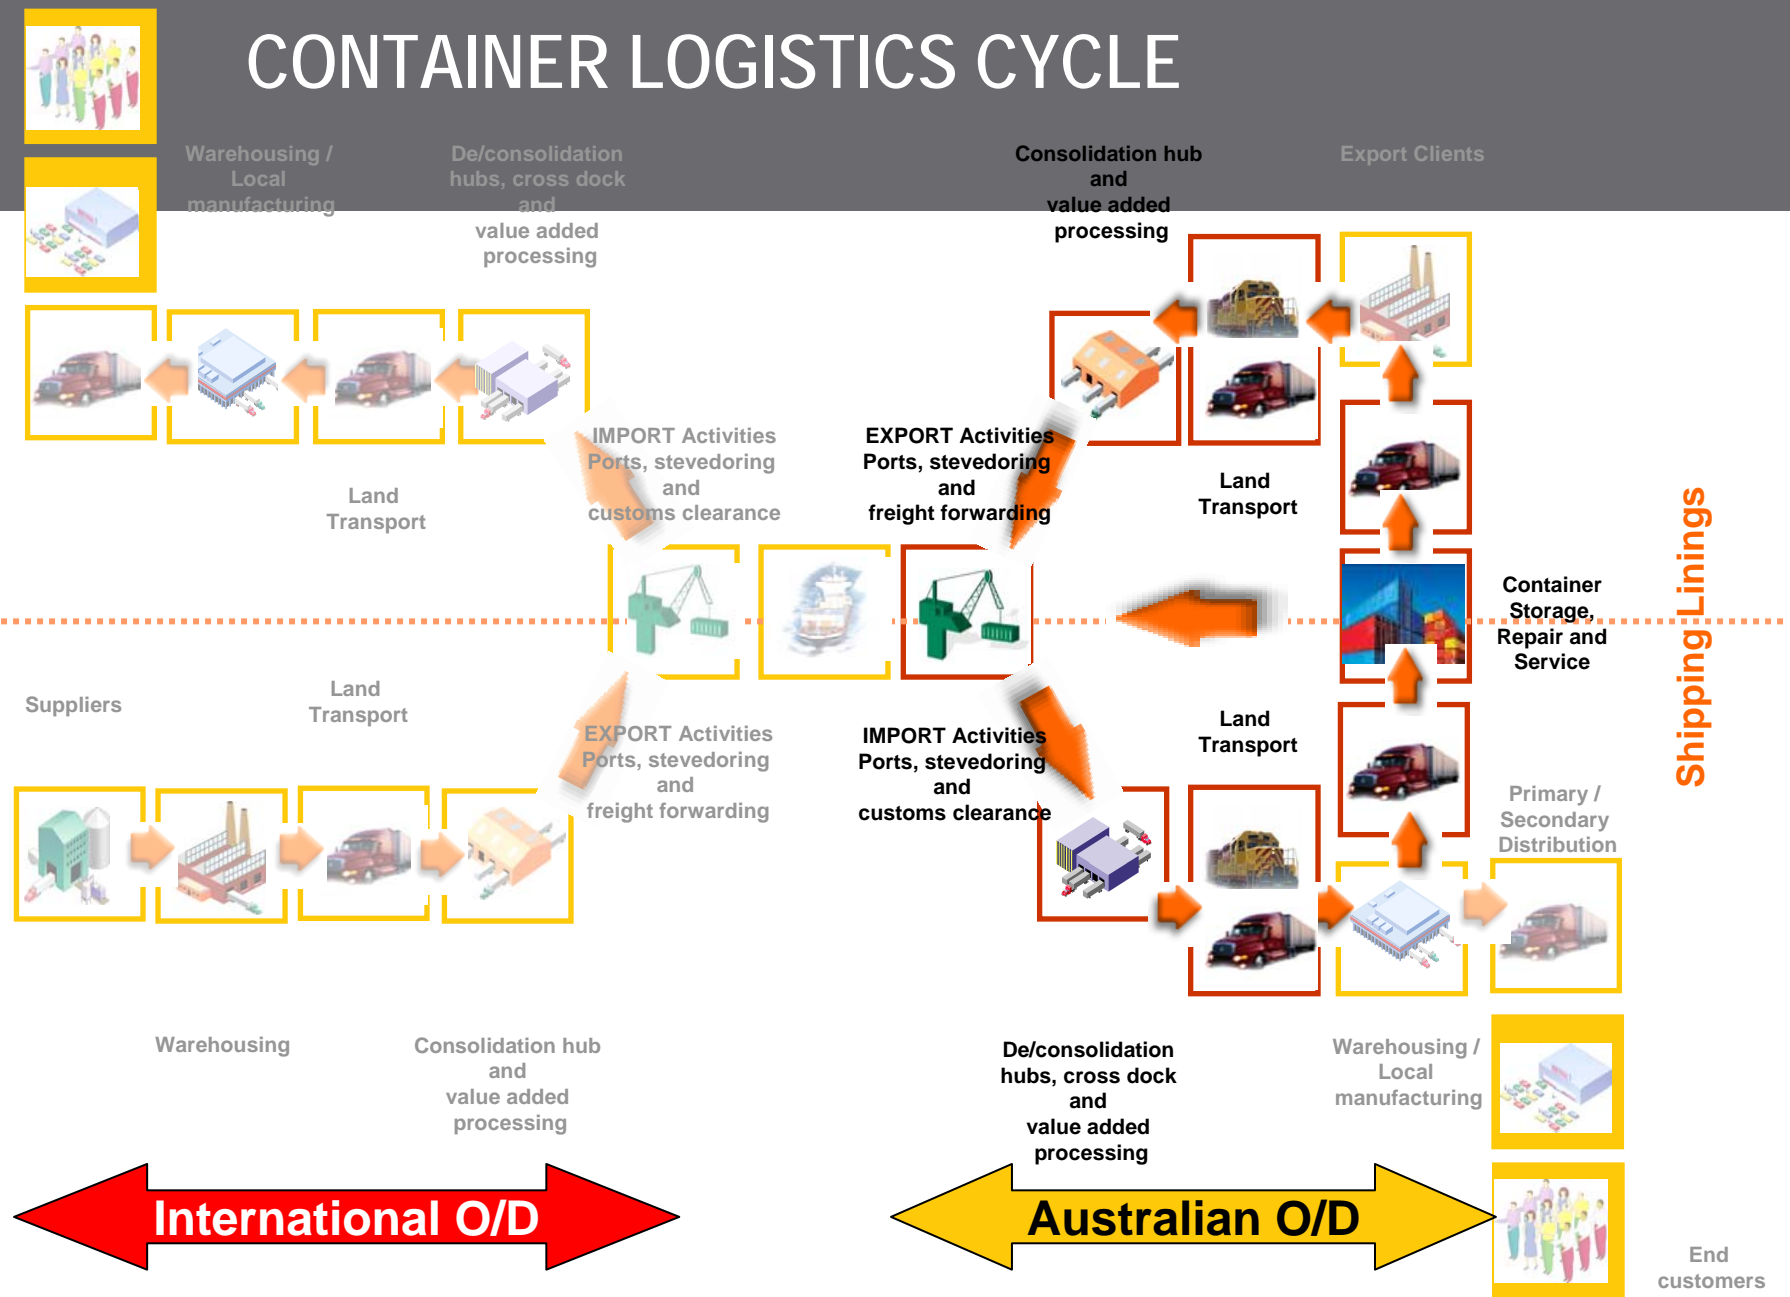 CONTAINER LOGISTICS CYCLE
Warehousing /
Local
manufacturing
De/consolidation
hubs, cross dock
and
value added
processing
Consolidation hub
and
value added
processing
Export Clients
IMPORT Activities
Ports, stevedoring
and
customs clearance
EXPORT Activities
Ports, stevedoring
and
freight forwarding
Land
Transport
Land
Transport
Container
Storage,
Repair and
Service
Shipping Linings
Suppliers
Land
Transport
EXPORT Activities
Ports, stevedoring
and
freight forwarding
IMPORT Activities
Ports, stevedoring
and
customs clearance
Land
Transport
Primary /
Secondary
Distribution
Warehousing
Consolidation hub
and
value added
processing
De/consolidation
hubs, cross dock
and
value added
processing
Warehousing /
Local
manufacturing
International O/D
Australian O/D
End
customers